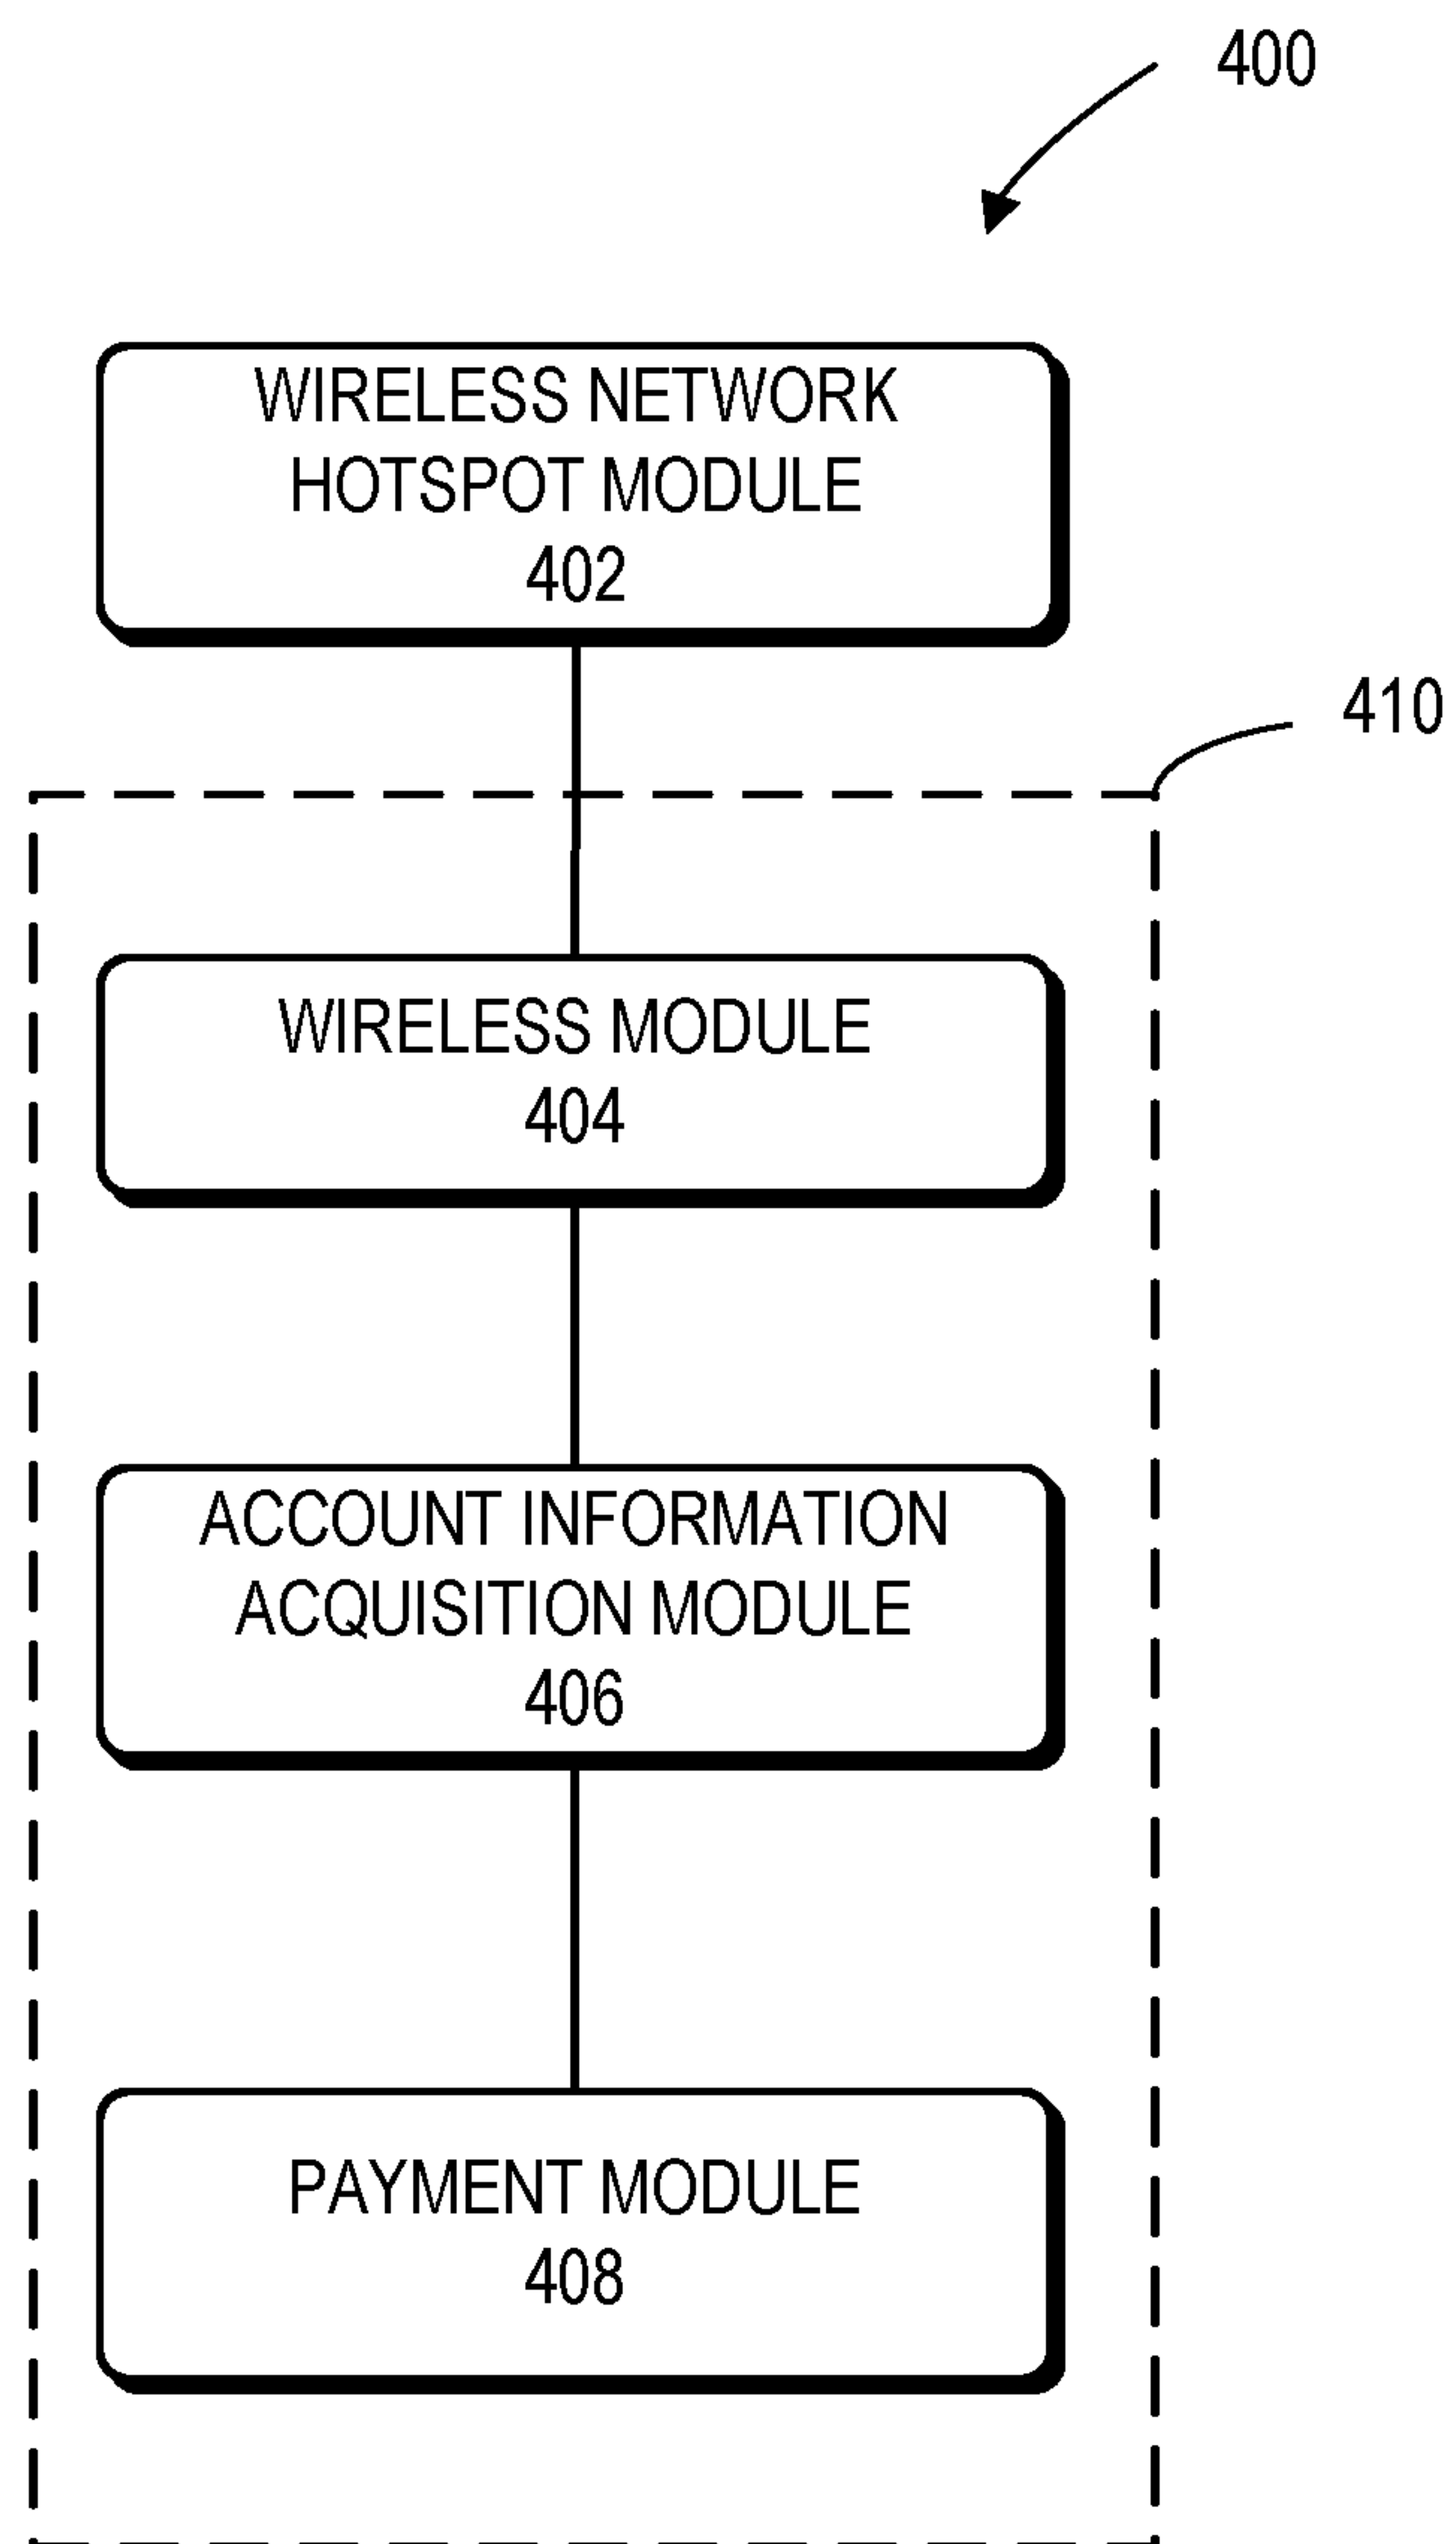 400
WIRELESS NETWORK
HOTSPOT MODULE
402
410
WIRELESS MODULE
404
ACCOUNT INFORMATION
ACQUISITION MODULE
406
PAYMENT MODULE
408